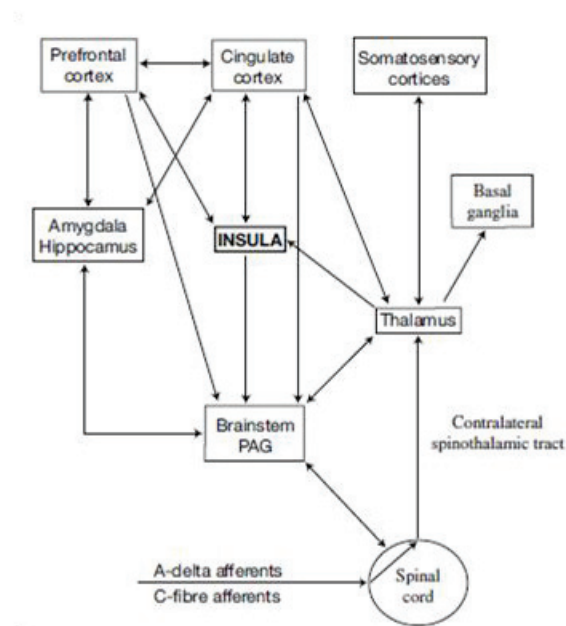 Prefrontal
cortex
Cingulate
cortex
Somatosensory
cortices
Basal
ganglia
Amygdala
Hippocamus
INSULA
Thalamus
Brainstem
PAG
Contralateral
spinothalamic tract
A-delta afferents
C-fibre afferents
Spinal
cord